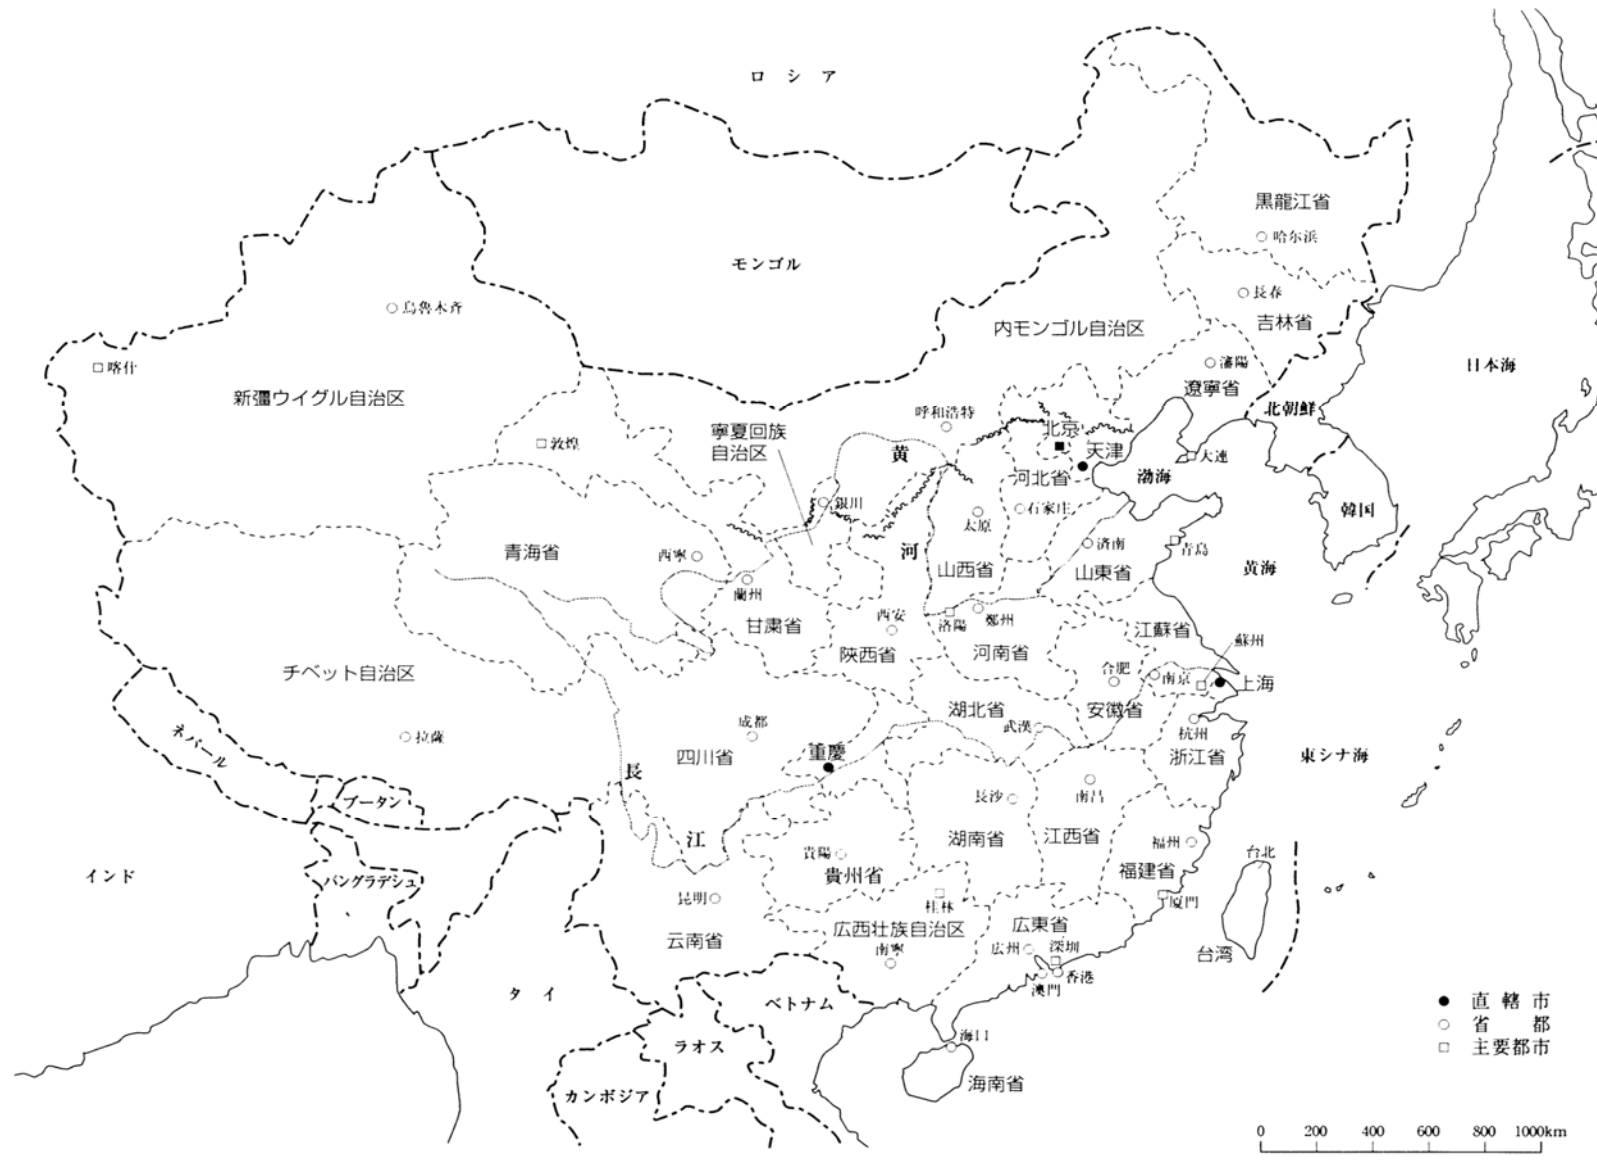 ロシア
黒龍江省
哈尔浜
モンゴル
長春
吉林省
烏魯木斉
内モンゴル自治区
瀋陽
遼寧省
日本海
喀什
新疆ウイグル自治区
呼和浩特
北朝鮮
北京
天津
敦煌
寧夏回族
自治区
黄
大連
渤海
河北省
銀川
太原
石家庄
韓国
西寧
青海省
河
済南
青島
山西省
山東省
黄海
蘭州
甘粛省
西安
洛陽
鄭州
陝西省
河南省
江蘇省
蘇州
チベット自治区
合肥
南京
上海
湖北省
安徽省
武漢
杭州
浙江省
東シナ海
成都
四川省
重慶
拉薩
ネパール
長
ブータン
長沙
南昌
江
湖南省
江西省
福州
貴陽
貴州省
福建省
台北
インド
バングラデシュ
昆明
桂林
厦門
云南省
広西壮族自治区
南寧
広東省
広州
深圳
台湾
香港
澳門
タイ
ベトナム
海口
ラオス
海南省
カンボジア
直轄市
省都
主要都市
0 200 400 600 800 1000km